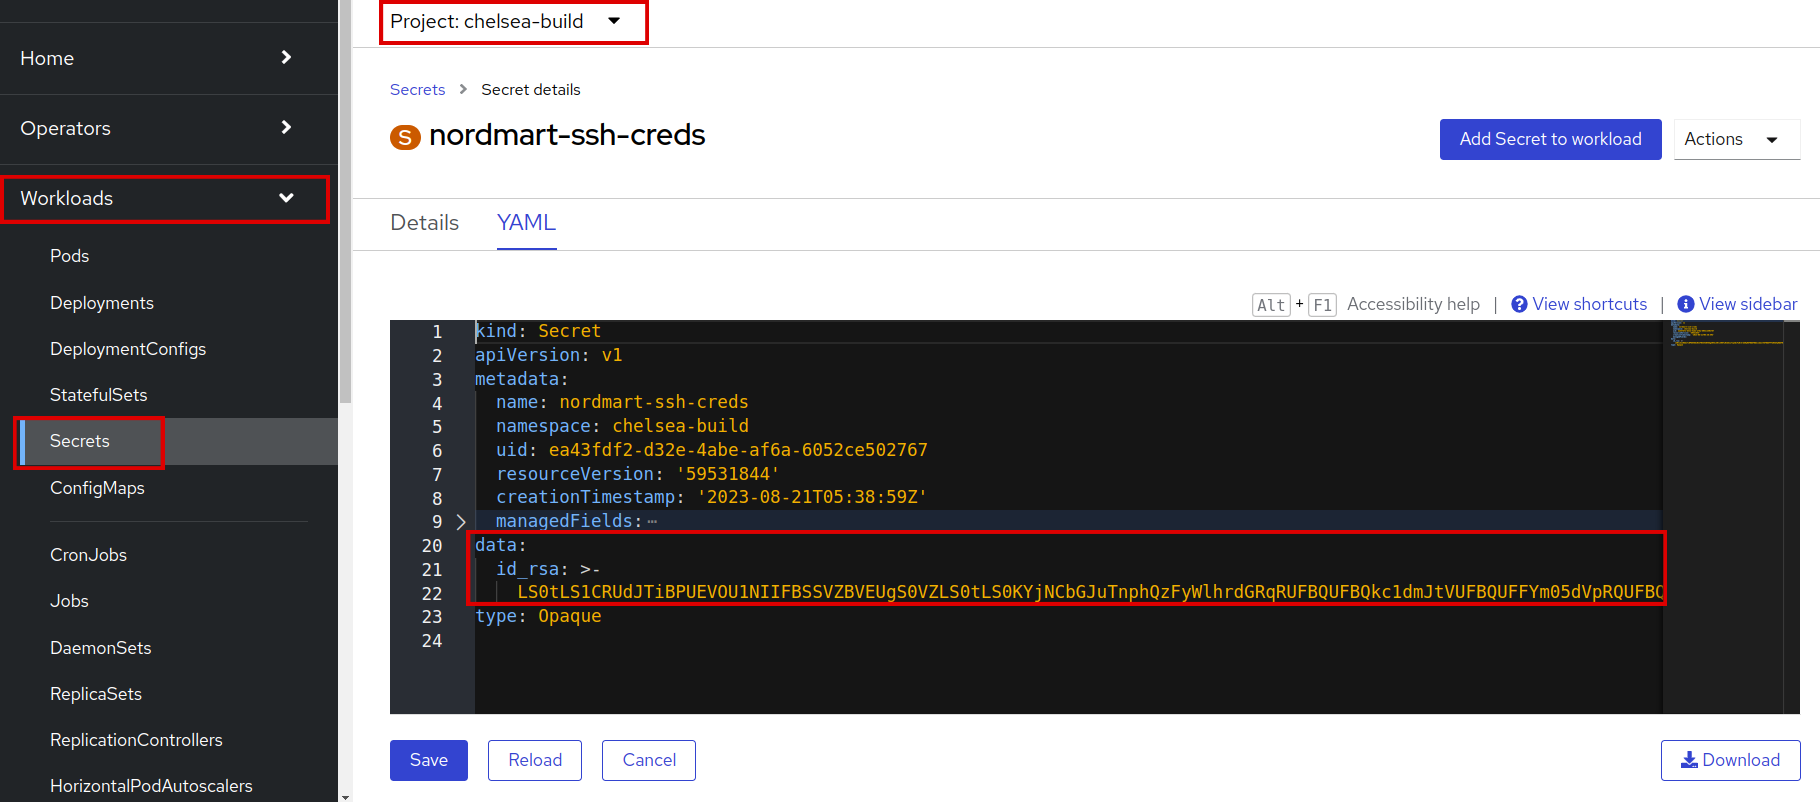 Project: chelsea-build
Home
Operators
Workloads
Pods
Deployments
DeploymentConfigs
StatefulSets
Secrets
ConfigMaps
CronJobs
Jobs
DaemonSets
ReplicaSets
ReplicationControllers
HorizontalPodAutoscalers
Secrets > Secret details
S nordmart-ssh-creds
Add Secret to workload
Actions
Details YAML
Alt + F1 Accessibility help | View shortcuts | View sidebar
1 kind: Secret
2 apiVersion: v1
3 metadata:
4 name: nordmart-ssh-creds
5 namespace: chelsea-build
6 uid: ea43fdf2-d32e-4abe-af6a-6052ce502767
7 resourceVersion: '59531844'
8 creationTimestamp: '2023-08-21T05:38:59Z'
9 managedFields: ⋯
20 data:
21 id_rsa: >-
22 LS0tLS1CRUdJTiBPUEVOU1NIIFBSSVZBVEUgS0VZLS0tLS0KYjNCbGJuTnphQzFyWlhrdGRqRUFBQUFBQkc1dmJtVUFBQUFFYm05dVpRQUFBQ
23 type: Opaque
24
Save
Reload
Cancel
Download